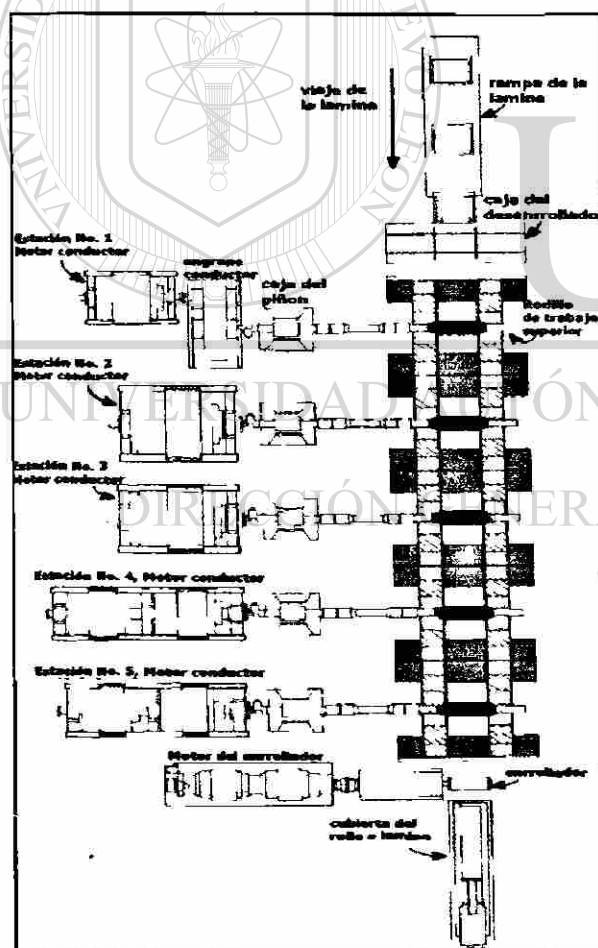 viaje de
la lamina
rampa de la
lamina
caja del
desenrollador
Estación No. 1
Motor conductor
engrane
conductor
caja del
piñon
Rodillo
de trabajo
superior
Estación No. 2
Motor conductor
Estación No. 3
Motor conductor
Estación No. 4, Motor conductor
Estación No. 5, Motor conductor
Motor del enrollador
enrollador
cubierta del
rollo o lamina
UNIVERSIDAD AUTÓN
DIRECCIÓN GENERA